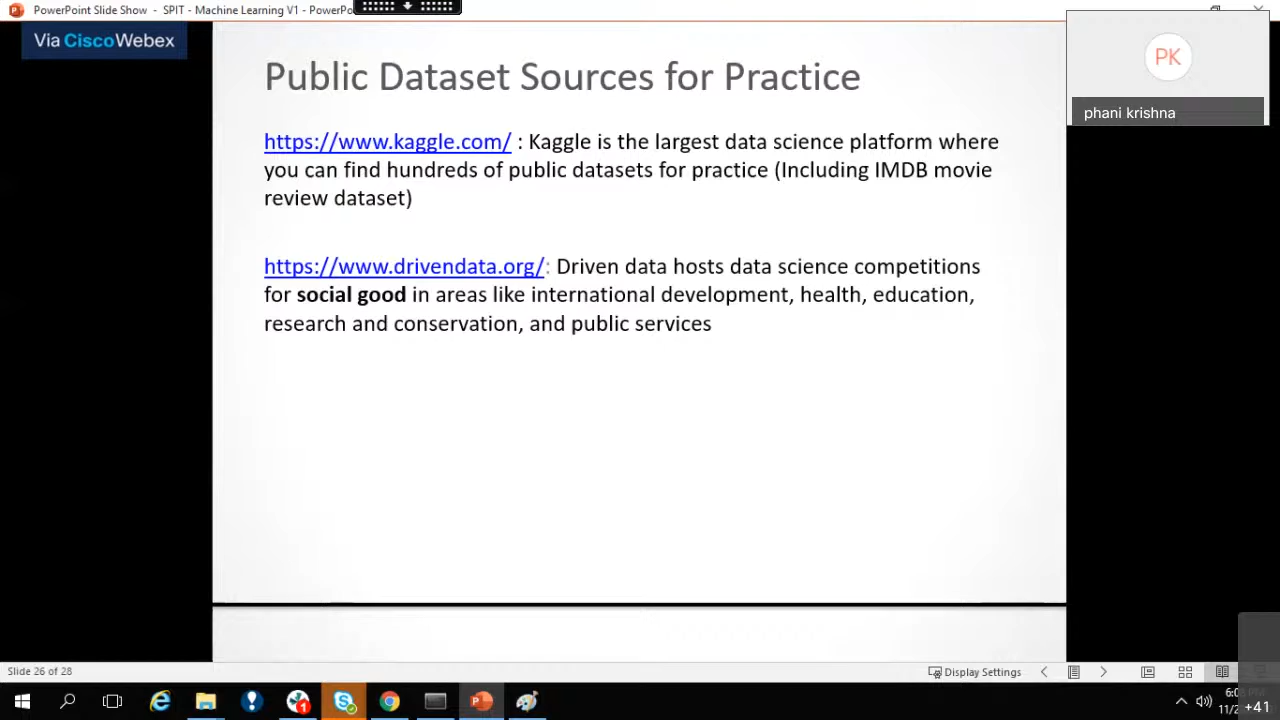 PowerPoint Slide Show - SPIT - Machine Learning V1 - PowerPo
Via CiscoWebex
PK
phani krishna
Public Dataset Sources for Practice
https://www.kaggle.com/ : Kaggle is the largest data science platform where
you can find hundreds of public datasets for practice (Including IMDB movie
review dataset)
https://www.drivendata.org/: Driven data hosts data science competitions
for social good in areas like international development, health, education,
research and conservation, and public services
Slide 26 of 28
Display Settings
+41